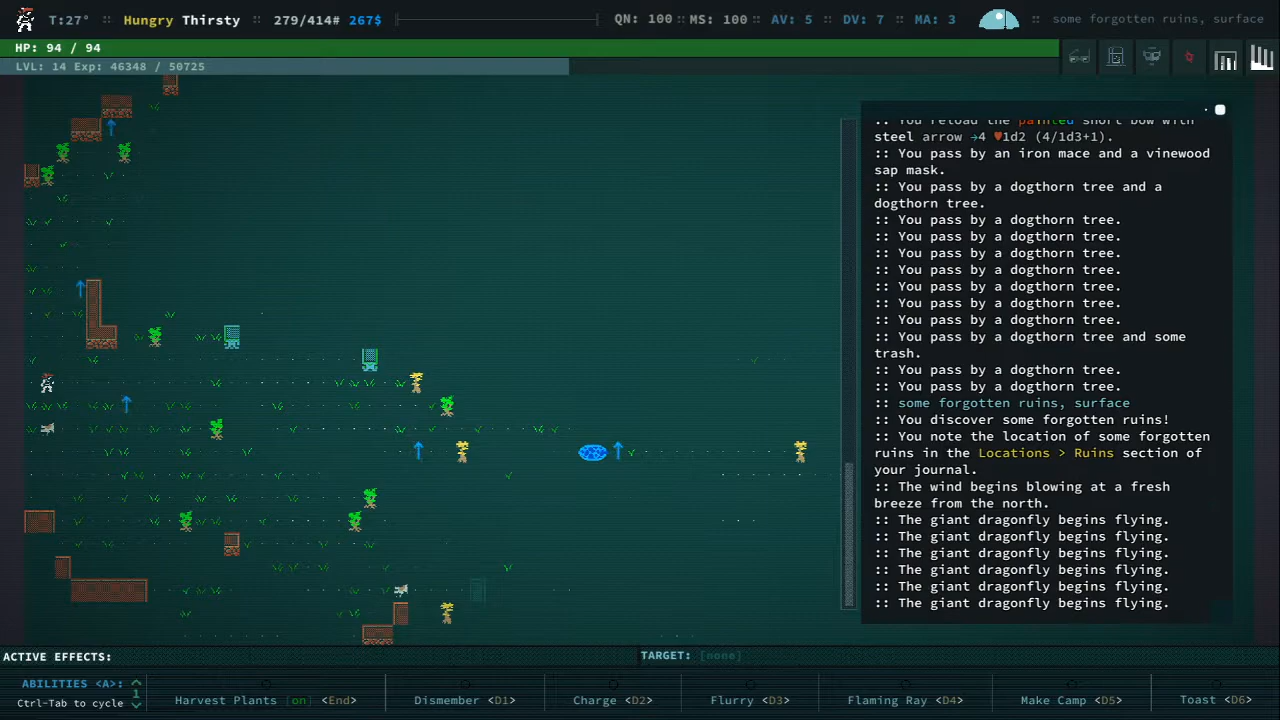 T:27° :: Hungry Thirsty :: 279/414# 267$ QN: 100 :: MS: 100 :: AV: 5 :: DV: 7 :: MA: 3 :: some forgotten ruins, surface
HP: 94 / 94
LVL: 14 Exp: 46348 / 50725
:: You reload the painted short bow with
steel arrow →4 ♥1d2 (4/1d3+1).
:: You pass by an iron mace and a vinewood
sap mask.
:: You pass by a dogthorn tree and a
dogthorn tree.
:: You pass by a dogthorn tree.
:: You pass by a dogthorn tree.
:: You pass by a dogthorn tree.
:: You pass by a dogthorn tree.
:: You pass by a dogthorn tree.
:: You pass by a dogthorn tree.
:: You pass by a dogthorn tree.
:: You pass by a dogthorn tree and some
trash.
:: You pass by a dogthorn tree.
:: You pass by a dogthorn tree.
:: some forgotten ruins, surface
:: You discover some forgotten ruins!
:: You note the location of some forgotten
ruins in the Locations > Ruins section of
your journal.
:: The wind begins blowing at a fresh
breeze from the north.
:: The giant dragonfly begins flying.
:: The giant dragonfly begins flying.
:: The giant dragonfly begins flying.
:: The giant dragonfly begins flying.
:: The giant dragonfly begins flying.
:: The giant dragonfly begins flying.
ACTIVE EFFECTS:
TARGET: [none]
ABILITIES <A>:
1
Ctrl-Tab to cycle
Harvest Plants [on] <End>
Dismember <D1>
Charge <D2>
Flurry <D3>
Flaming Ray <D4>
Make Camp <D5>
Toast <D6>